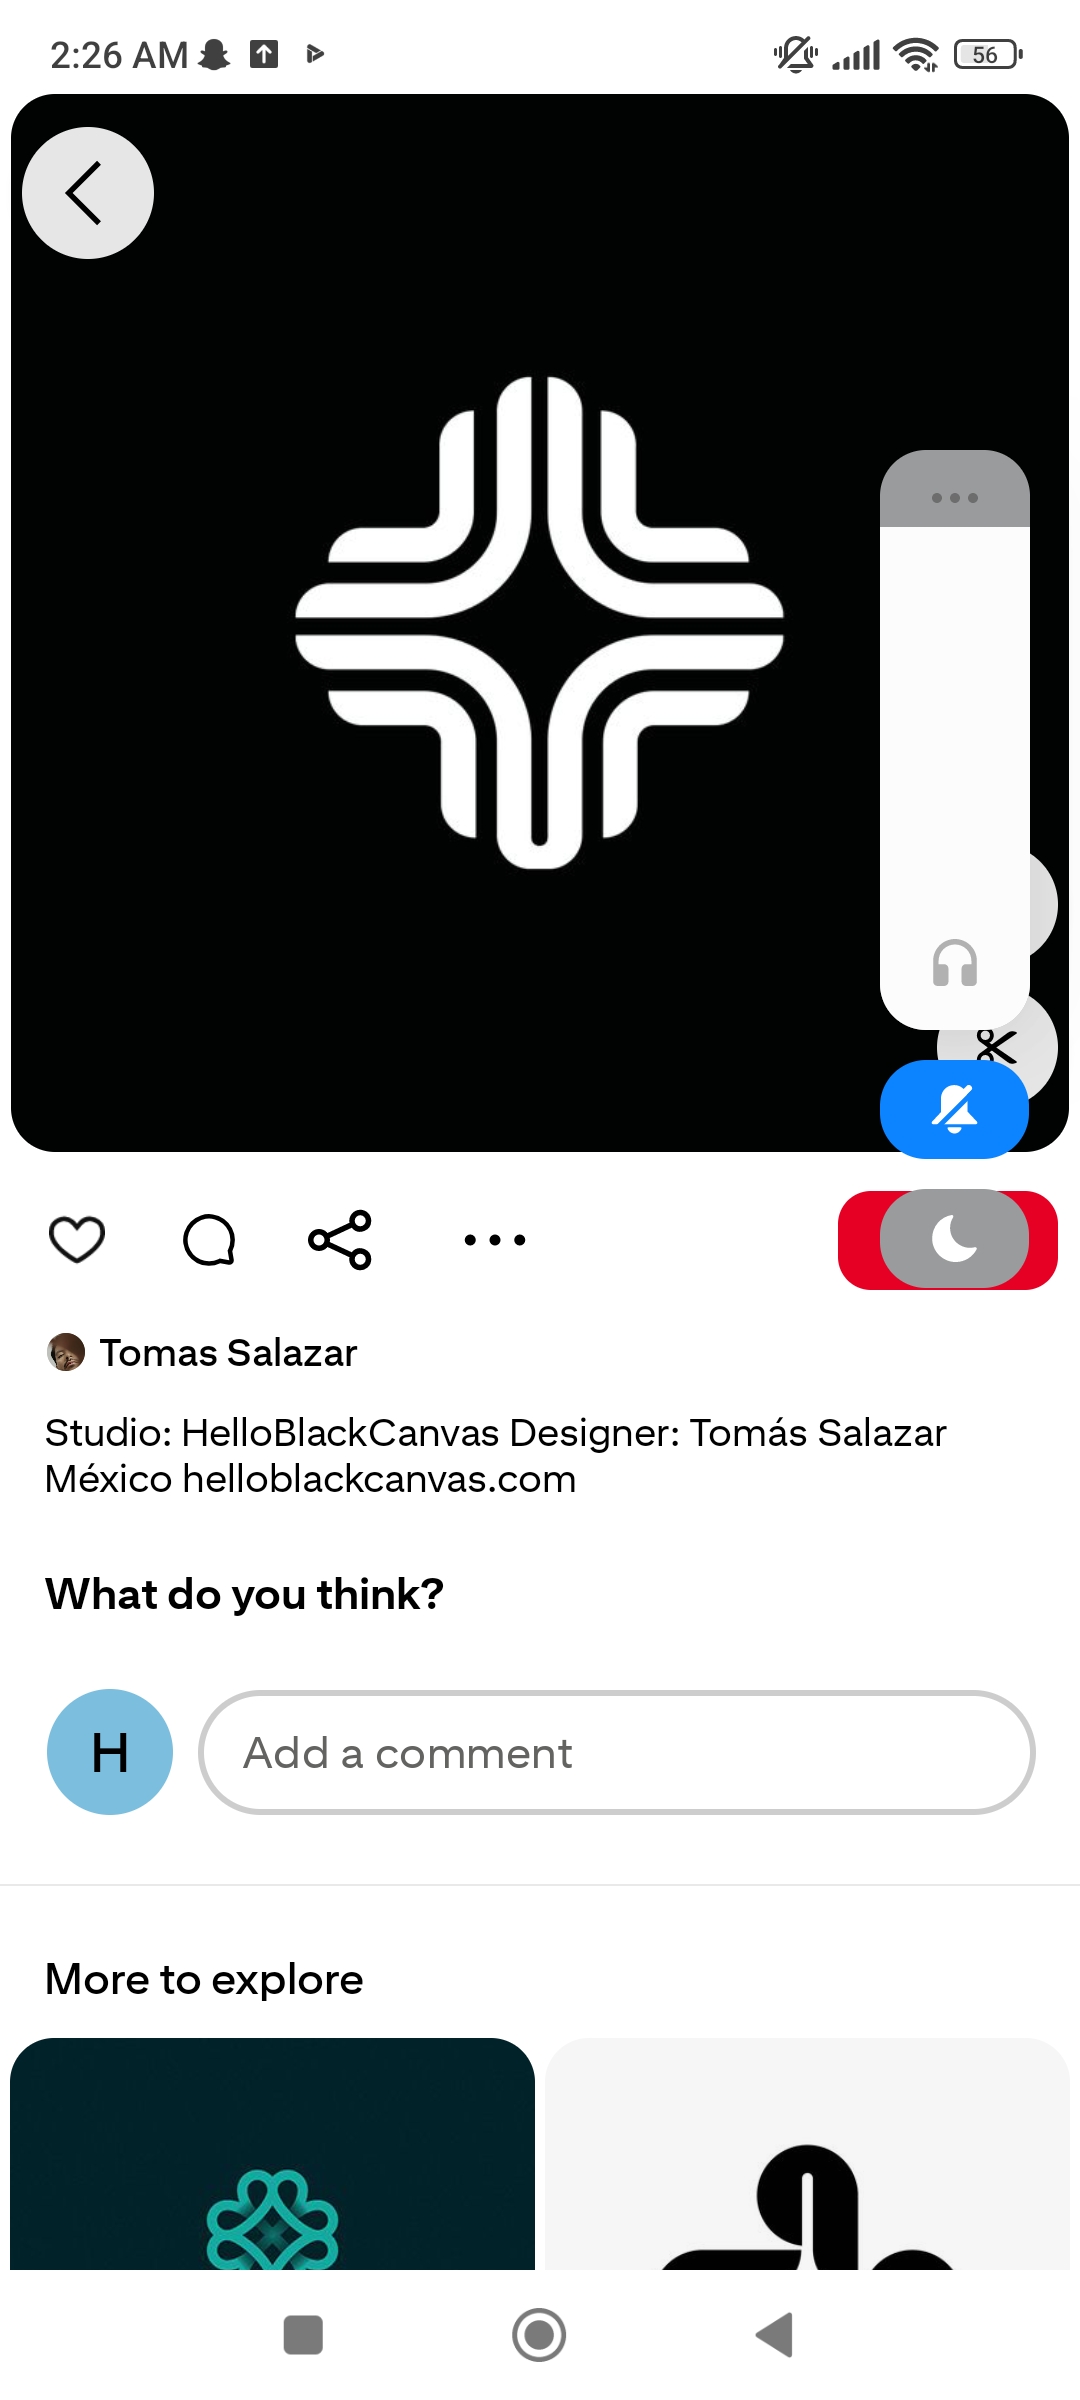 2:26 AM
56
Tomas Salazar
Studio: HelloBlackCanvas Designer: Tomás Salazar
México helloblackcanvas.com
What do you think?
H
Add a comment
More to explore